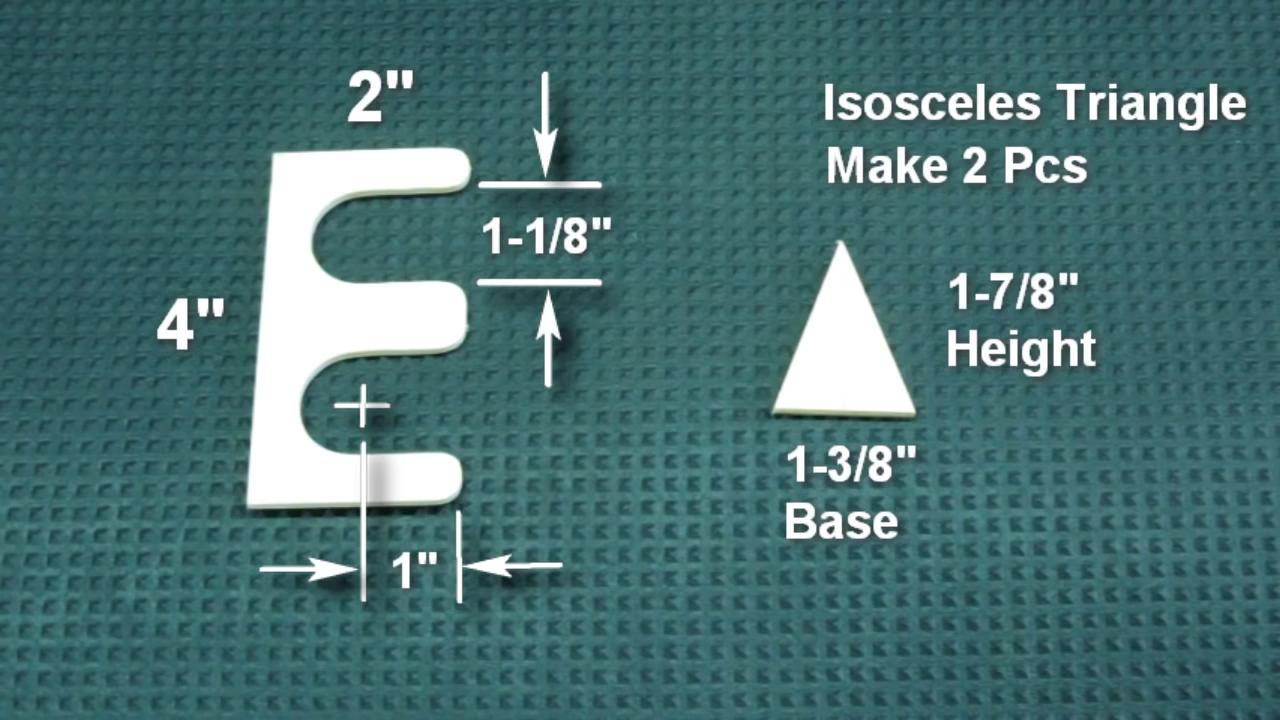 2"
1-1/8"
4"
1"
Isosceles Triangle
Make 2 Pcs
1-7/8"
Height
1-3/8"
Base